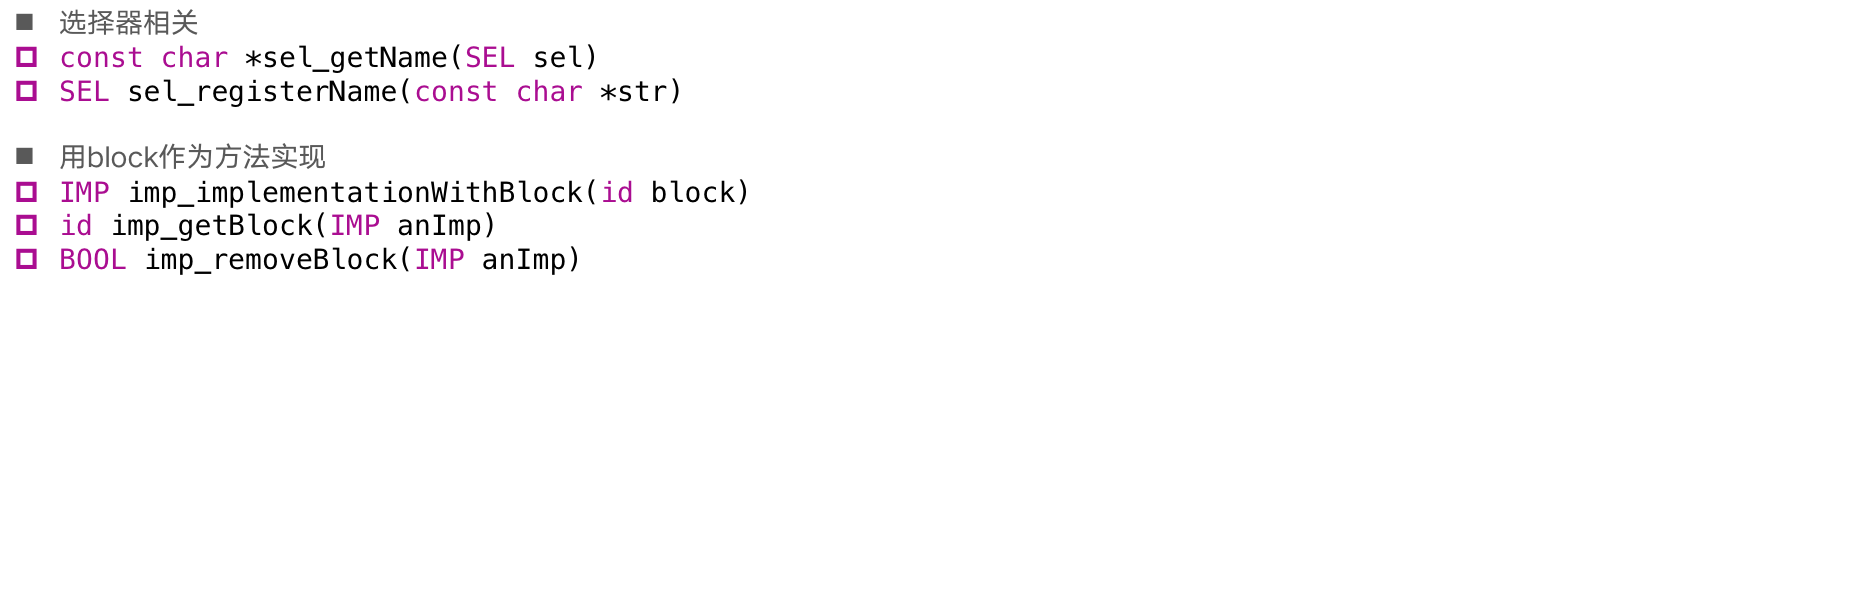 选择器相关
const char *sel_getName(SEL sel)
SEL sel_registerName(const char *str)
用block作为方法实现
IMP imp_implementationWithBlock(id block)
id imp_getBlock(IMP anImp)
BOOL imp_removeBlock(IMP anImp)